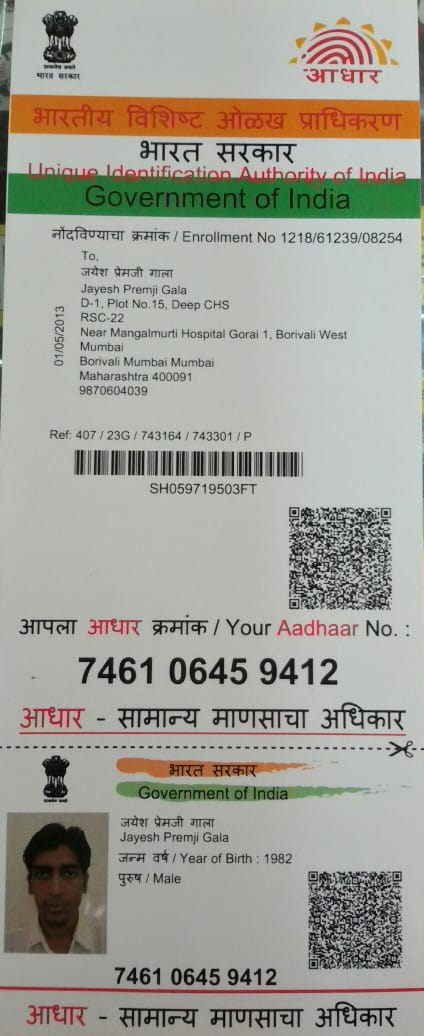 भारत सरकार
आधार
भारतीय विशिष्ट ओळख प्राधिकरण
भारत सरकार
Unique Identification Authority of India
Government of India
नोंदविण्याचा क्रमांक / Enrollment No 1218/61239/08254
To,
जयेश प्रेमजी गाला
Jayesh Premji Gala
D-1, Plot No.15, Deep CHS
RSC-22
Near Mangalmurti Hospital Gorai 1, Borivali West
Mumbai
Borivali Mumbai Mumbai
Maharashtra 400091
9870604039
01/05/2013
Ref: 407 / 23G / 743164 / 743301 / P
SH059719503FT
आपला आधार क्रमांक / Your Aadhaar No. :
7461 0645 9412
आधार - सामान्य माणसाचा अधिकार
भारत सरकार
Government of India
जयेश प्रेमजी गाला
Jayesh Premji Gala
जन्म वर्ष / Year of Birth : 1982
पुरुष / Male
7461 0645 9412
आधार - सामान्य माणसाचा अधिकार